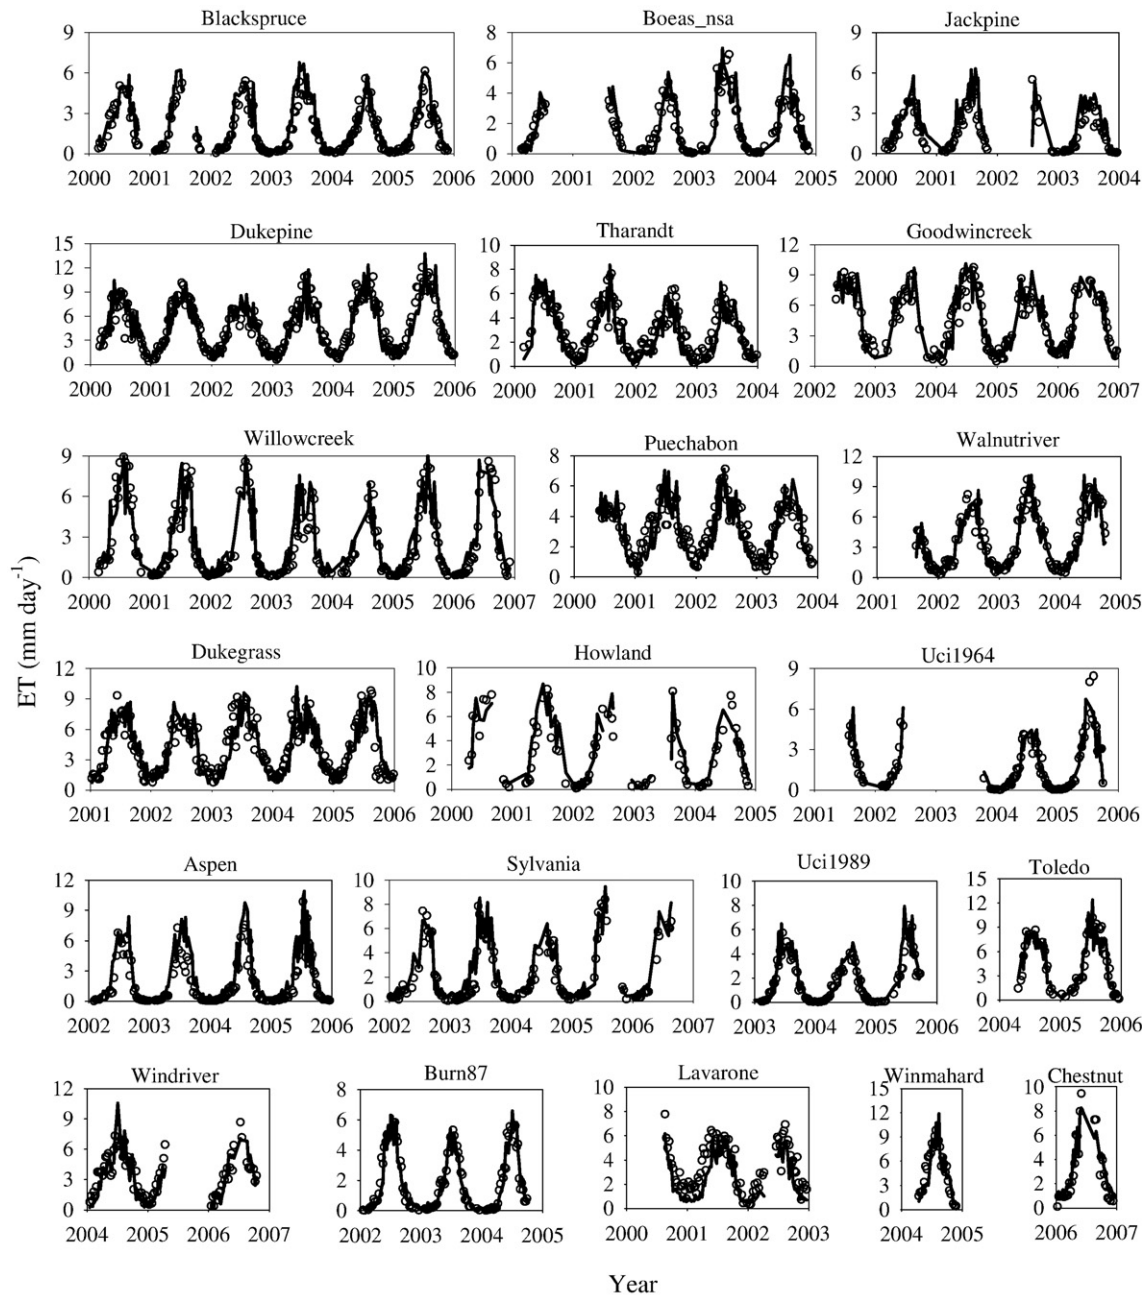 Blackspruce Boeas_nsa Jackpine
9 8 9
6 6 6
3 4 3
0 2 0
0
2000 2001 2002 2003 2004 2005 2006 2000 2001 2002 2003 2004 2005 2000 2001 2002 2003 2004
Dukepine Tharandt Goodwincreek
15 10 12
12 8 9
9 6 6
6 4 3
3 2 0
0 0
2000 2001 2002 2003 2004 2005 2006 2000 2001 2002 2003 2004 2002 2003 2004 2005 2006 2007
Willowcreek Puechabon Walnutriver
9 8 12
6 6 9
3 4 6
0 2 3
0 0
2000 2001 2002 2003 2004 2005 2006 2007 2000 2001 2002 2003 2004 2001 2002 2003 2004 2005
ET (mm day-1)
Dukegrass Howland Uci1964
12 10 9
9 8 6
6 6 3
3 4 0
0 2
0
2001 2002 2003 2004 2005 2006 2000 2001 2002 2003 2004 2005 2001 2002 2003 2004 2005 2006
Aspen Sylvania Uci1989 Toledo
12 10 10 15
9 8 8 12
6 6 6 9
3 4 4 6
0 2 2 3
0 0 0
2002 2003 2004 2005 2006 2002 2003 2004 2005 2006 2007 2003 2004 2005 2006 2004 2005 2006
Windriver Burn87 Lavarone Winmahard Chestnut
12 8 10 15 10
9 6 8 12 8
6 4 6 9 6
3 2 4 6 4
0 0 2 3 2
0 0 0
2004 2005 2006 2007 2002 2003 2004 2005 2000 2001 2002 2003 2004 2005 2006 2007
Year